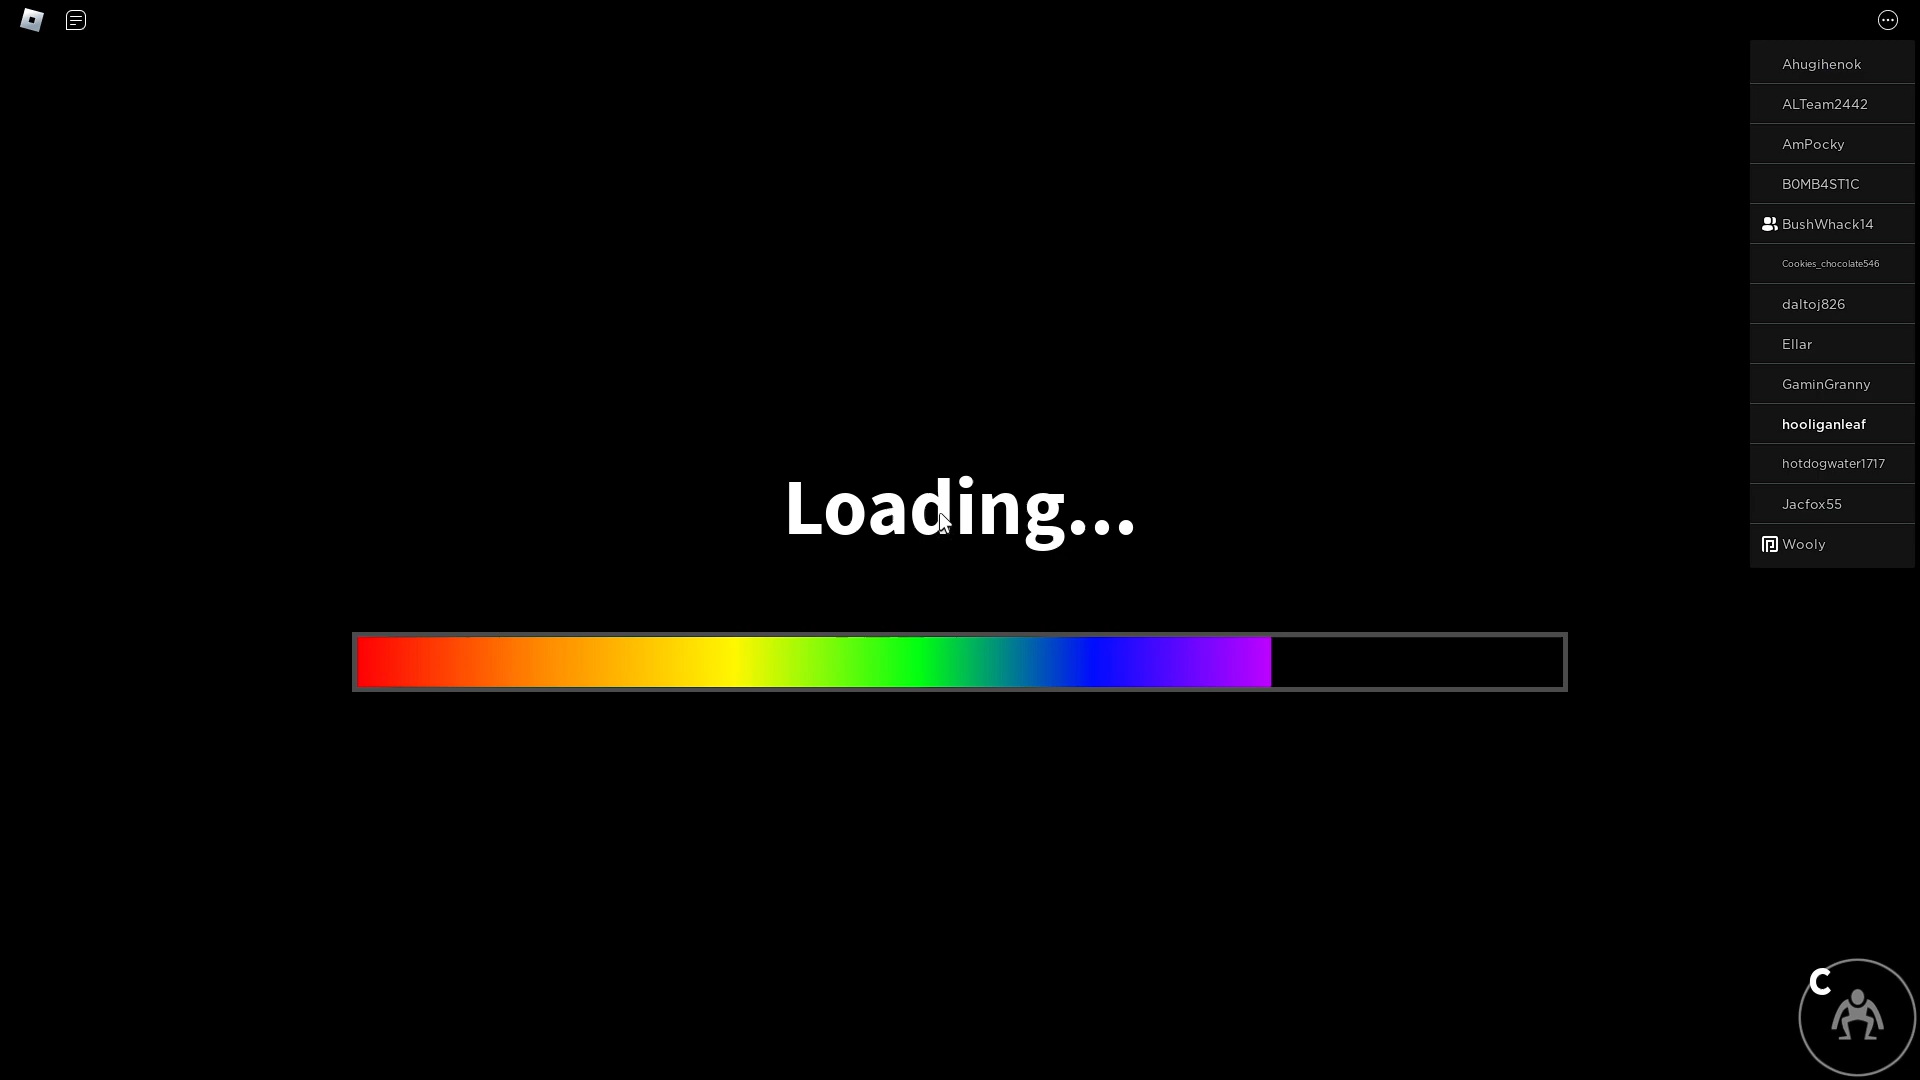 Ahugihenok
ALTeam2442
AmPocky
B0MB4ST1C
BushWhack14
Cookies_chocolate546
daltoj826
Ellar
GaminGranny
hooliganleaf
hotdogwater1717
Jacfox55
Wooly
Loading...
C